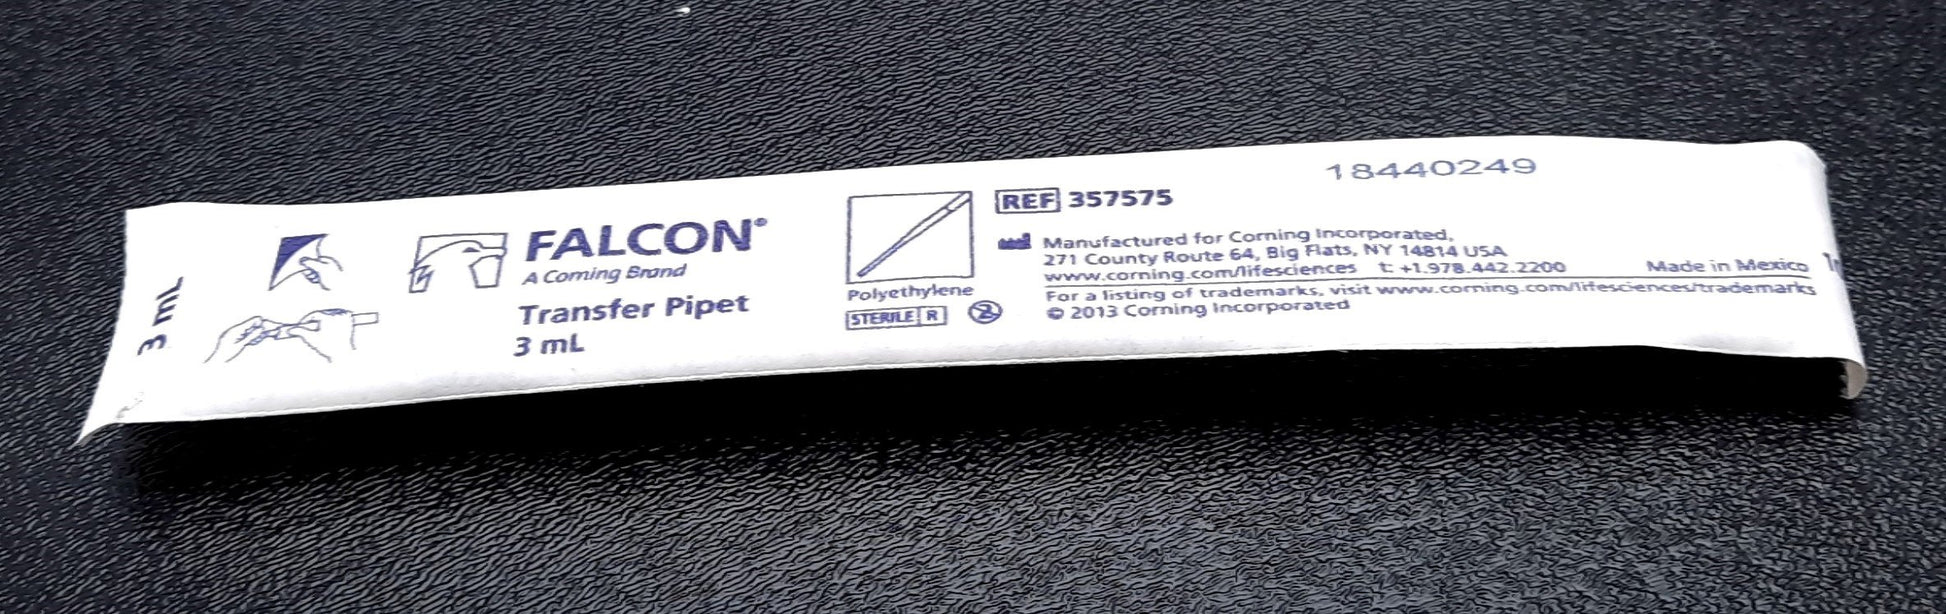 3 mL
FALCON®
A Corning Brand
Transfer Pipet
3 mL
Polyethylene
STERILE R
2
REF 357575
18440249
Manufactured for Corning Incorporated,
271 County Route 64, Big Flats, NY 14814 USA
www.corning.com/lifesciences t: +1.978.442.2200 Made in Mexico
For a listing of trademarks, visit www.corning.com/lifesciences/trademarks
© 2013 Corning Incorporated